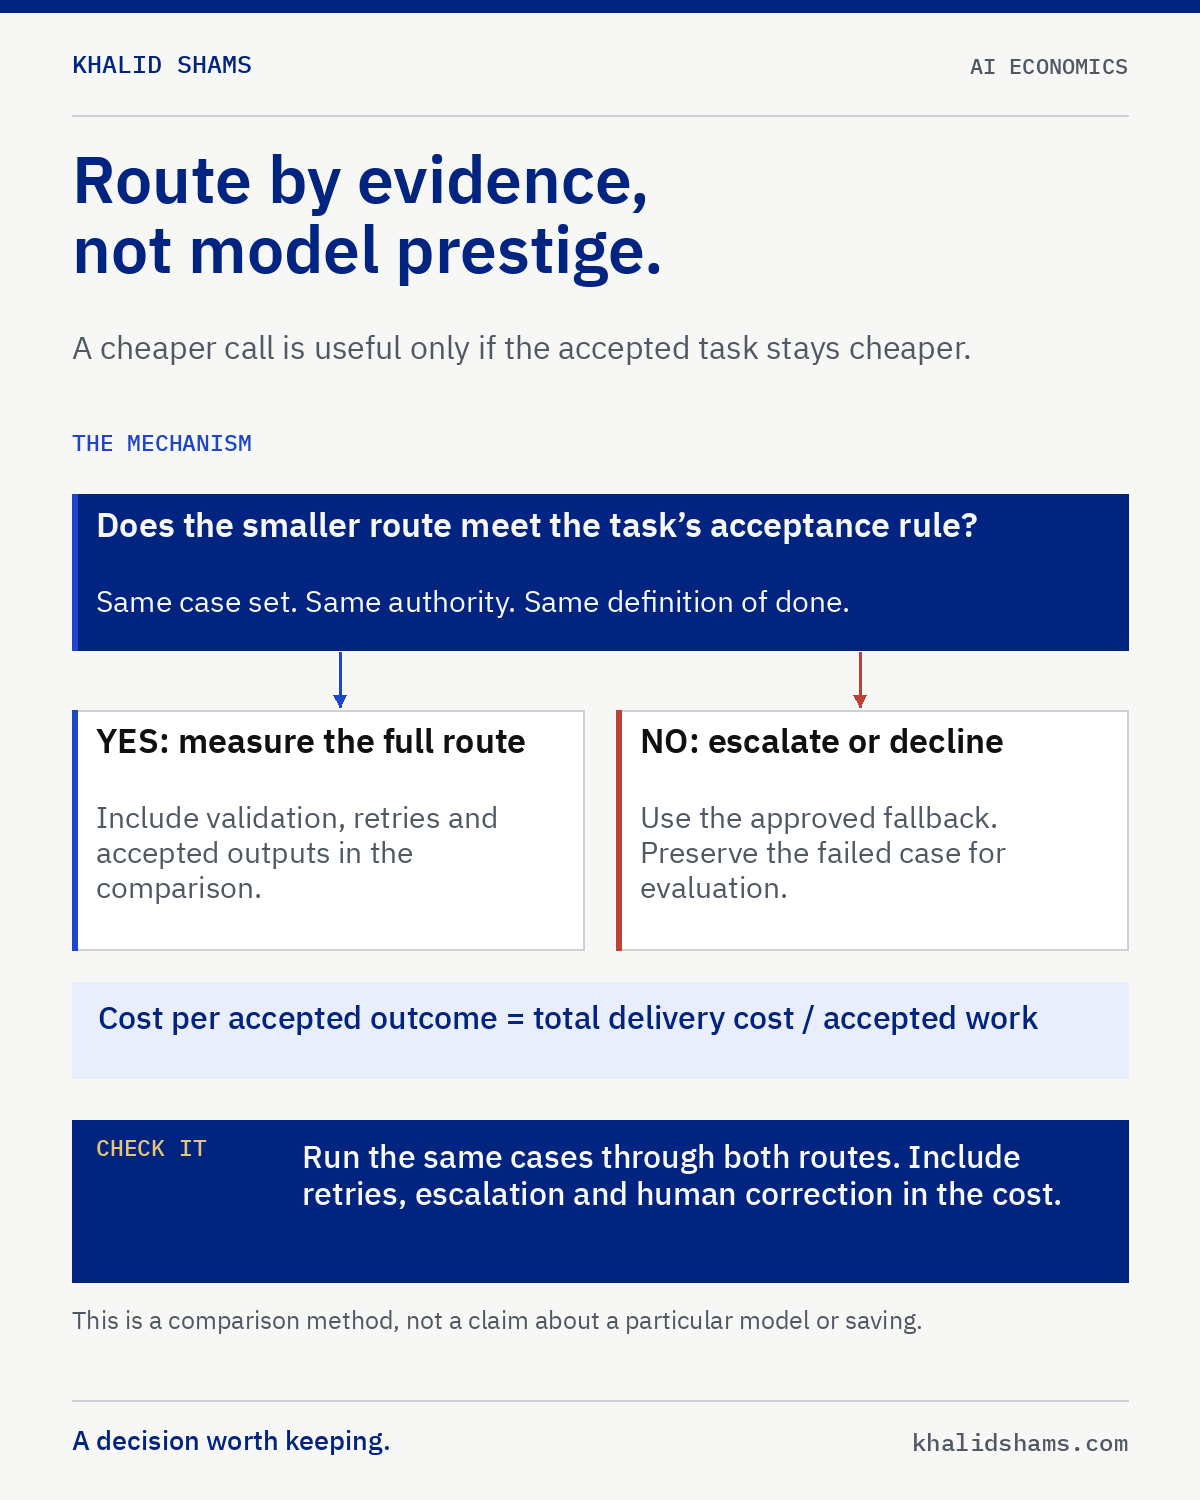 KHALID SHAMS
AI ECONOMICS
Route by evidence,
not model prestige.
A cheaper call is useful only if the accepted task stays cheaper.
THE MECHANISM
Does the smaller route meet the task’s acceptance rule?
Same case set. Same authority. Same definition of done.
YES: measure the full route
Include validation, retries and
accepted outputs in the
comparison.
NO: escalate or decline
Use the approved fallback.
Preserve the failed case for
evaluation.
Cost per accepted outcome = total delivery cost / accepted work
CHECK IT
Run the same cases through both routes. Include
retries, escalation and human correction in the cost.
This is a comparison method, not a claim about a particular model or saving.
A decision worth keeping.
khalidshams.com